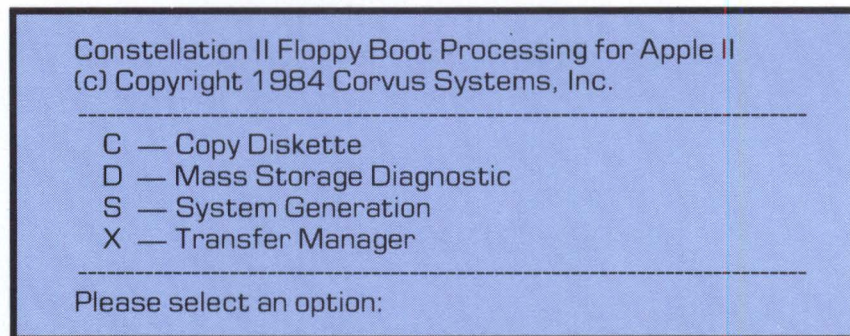 Constellation II Floppy Boot Processing for Apple II
(c) Copyright 1984 Corvus Systems, Inc.
C — Copy Diskette
D — Mass Storage Diagnostic
S — System Generation
X — Transfer Manager
Please select an option: